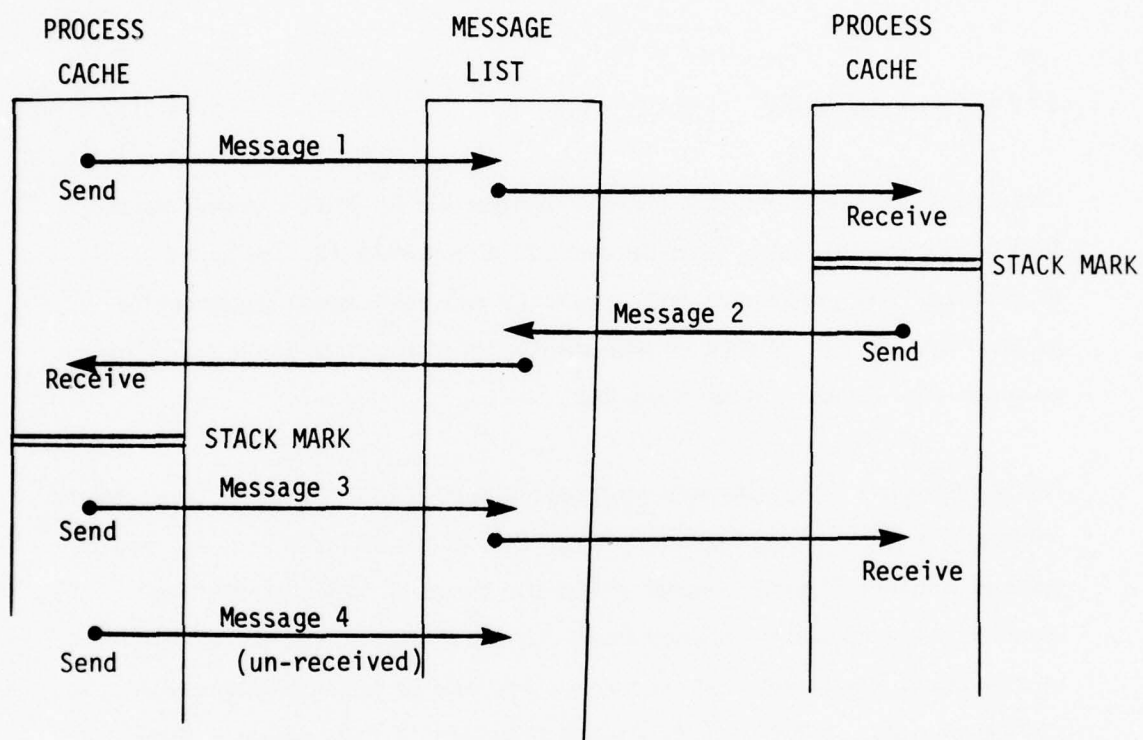 PROCESS
CACHE
MESSAGE
LIST
PROCESS
CACHE
Message 1
Send
Receive
STACK MARK
Message 2
Send
Receive
STACK MARK
Message 3
Send
Receive
Message 4
Send
(un-received)